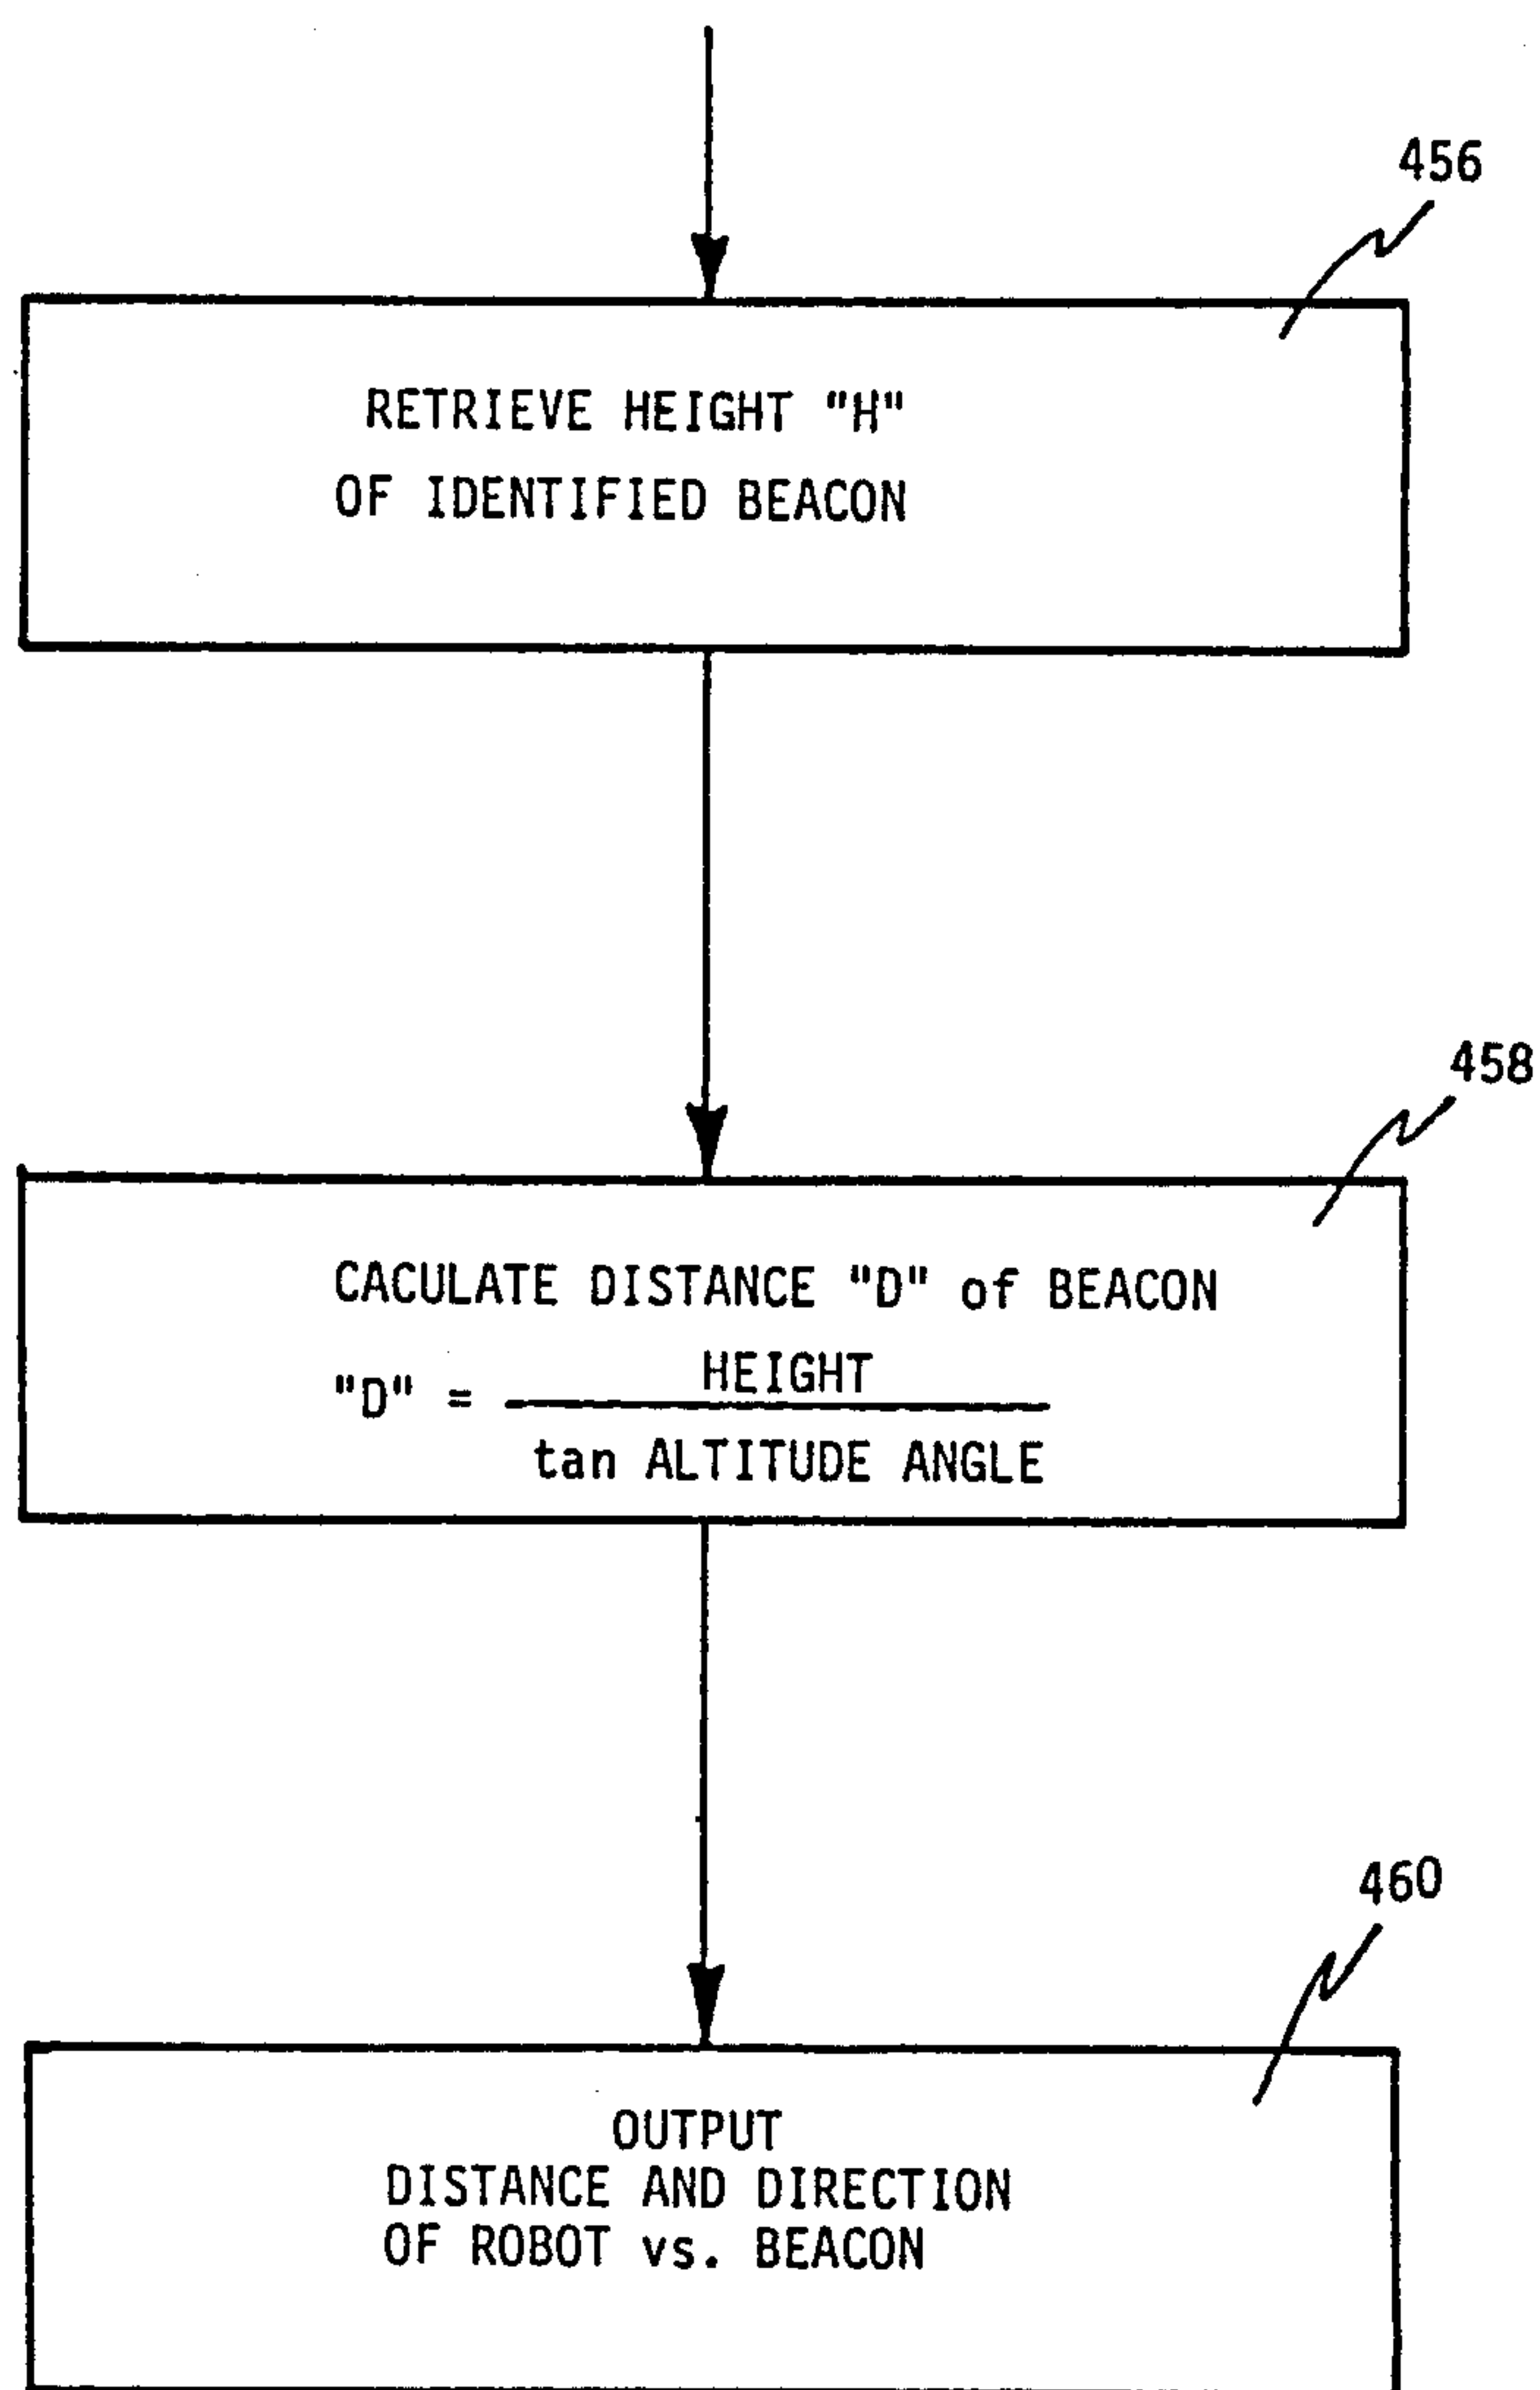 456
RETRIEVE HEIGHT "H"
OF IDENTIFIED BEACON
458
CACULATE DISTANCE "D" of BEACON
"D" = HEIGHT
tan ALTITUDE ANGLE
460
OUTPUT
DISTANCE AND DIRECTION
OF ROBOT vs. BEACON